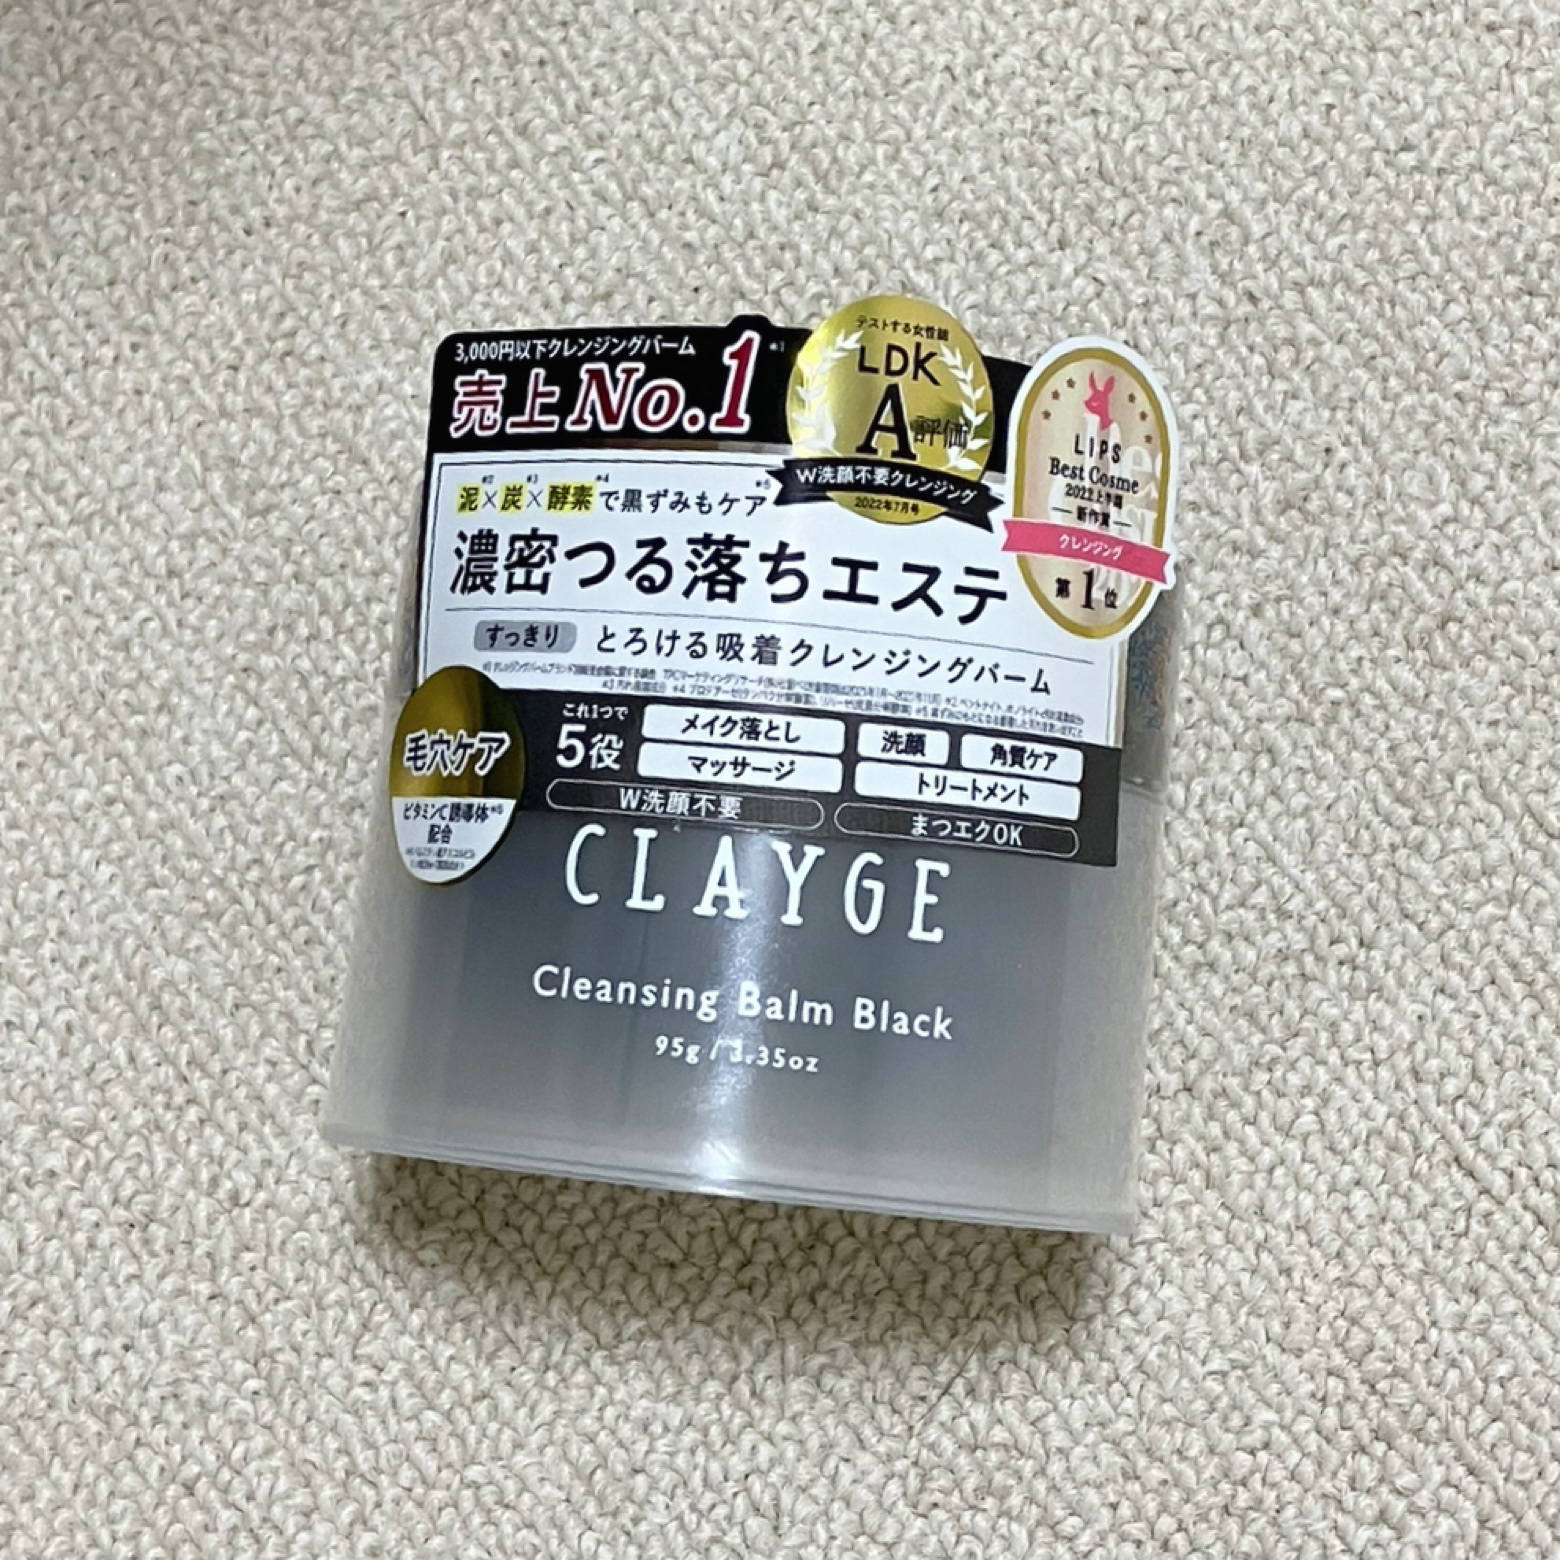 3,000円以下クレンジングバーム
売上No.1
テストする女性誌
LDK
A評価
W洗顔不要クレンジング
2022年7月号
LIPS
Best Cosme
2022上半期
新作賞
クレンジング
第1位
泥×炭×酵素で黒ずみもケア
濃密つる落ちエステ
すっきり とろける吸着クレンジングバーム
毛穴ケア
ビタミンC誘導体
配合
これ1つで
5役
メイク落とし 洗顔 角質ケア
マッサージ トリートメント
W洗顔不要 まつエクOK
CLAYGE
Cleansing Balm Black
95g / 3.35oz